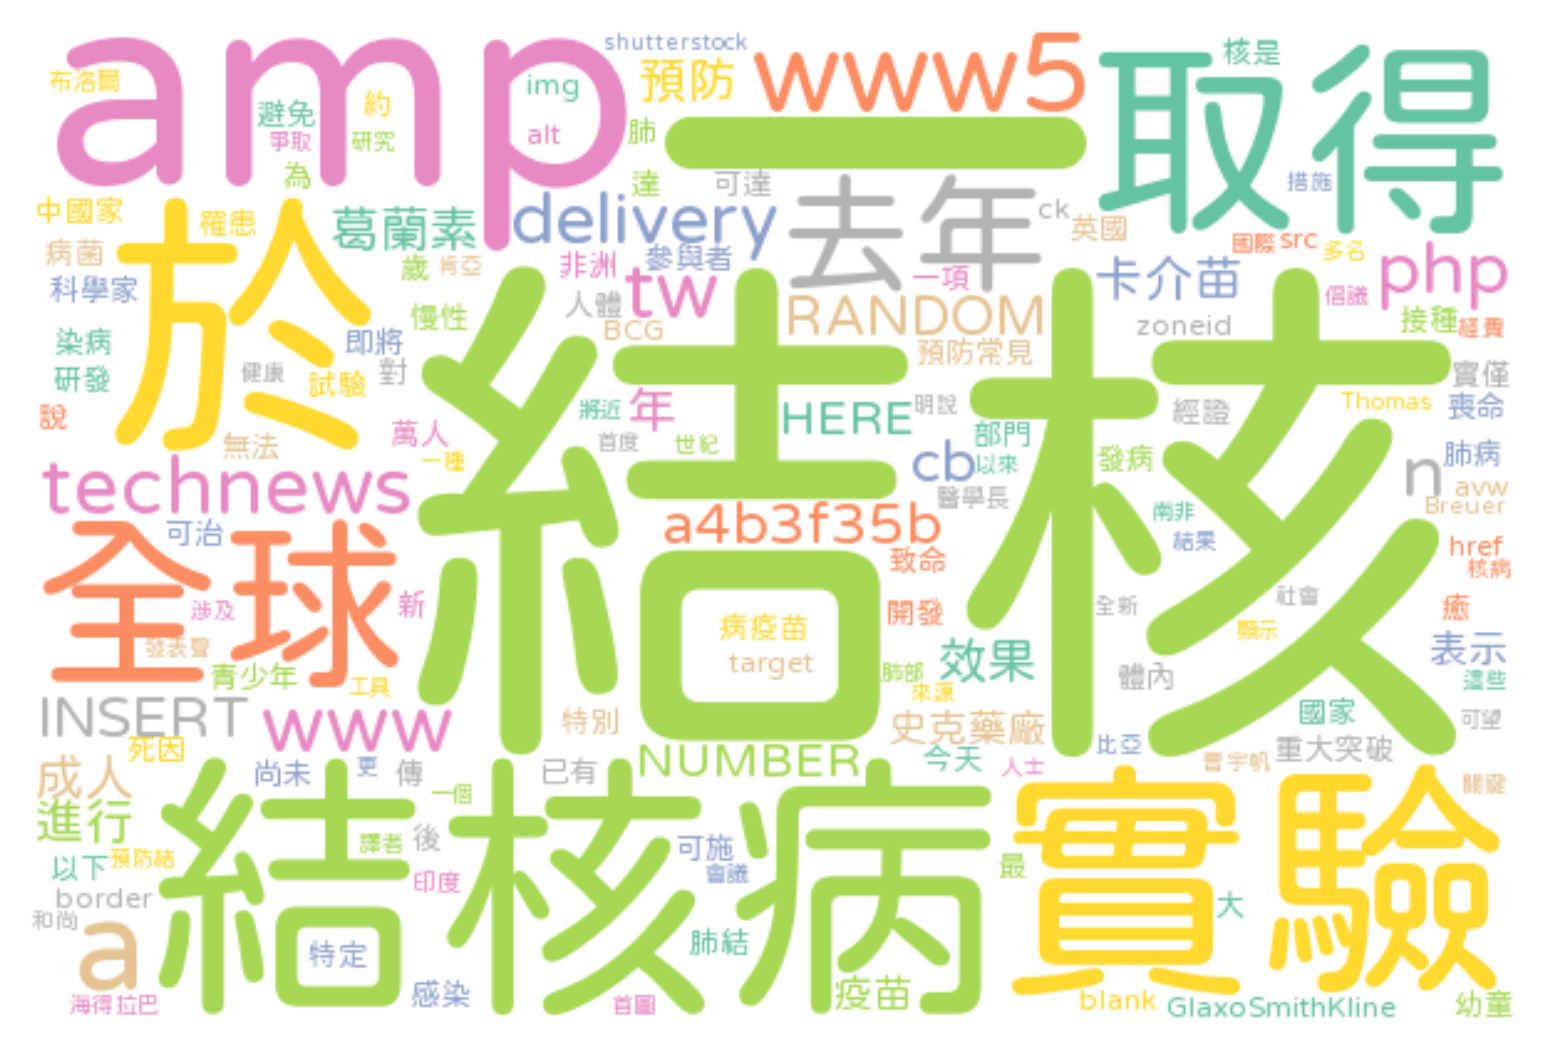 amp
shutterstock
www5
取得
核是
布洛爾
img
預防
避免
約
爭取
研究
alt
肺
一
為
達
可達
措施
中國家
罹患
葛蘭素
delivery
去年
ck
英國
國際
src
多名
病菌
於
歲
肯亞
非洲
參與者
tw
一項
卡介苗
php
倡議
科學家
慢性
人體
BCG
RANDOM
預防常見
zoneid
接種
經費
染病
即將
結核
研發
健康
試驗
對
實僅
說
無法
萬人
一種
將近
年
首度
世紀
HERE
明說
部門
以來
經證
Thomas
喪命
technews
cb
醫學長
發病
n
肺病
avw
Breuer
可治
a4b3f35b
南非
結果
href
核病
全球
致命
涉及
新
開發
全新
社會
癒
發表聲
病疫苗
target
效果
顯示
表示
青少年
工具
肺部
來源
體內
這些
INSERT
www
特別
史克藥廠
國家
可望
死因
NUMBER
今天
人士
比亞
重大突破
曹宇帆
成人
尚未
更
傳
已有
關鍵
進行
一個
結核病
實驗
譯者
後
可施
會議
以下
預防結
印度
最
border
大
和尚
a
特定
肺結
感染
疫苗
海得拉巴
首圖
blank
GlaxoSmithKline
幼童